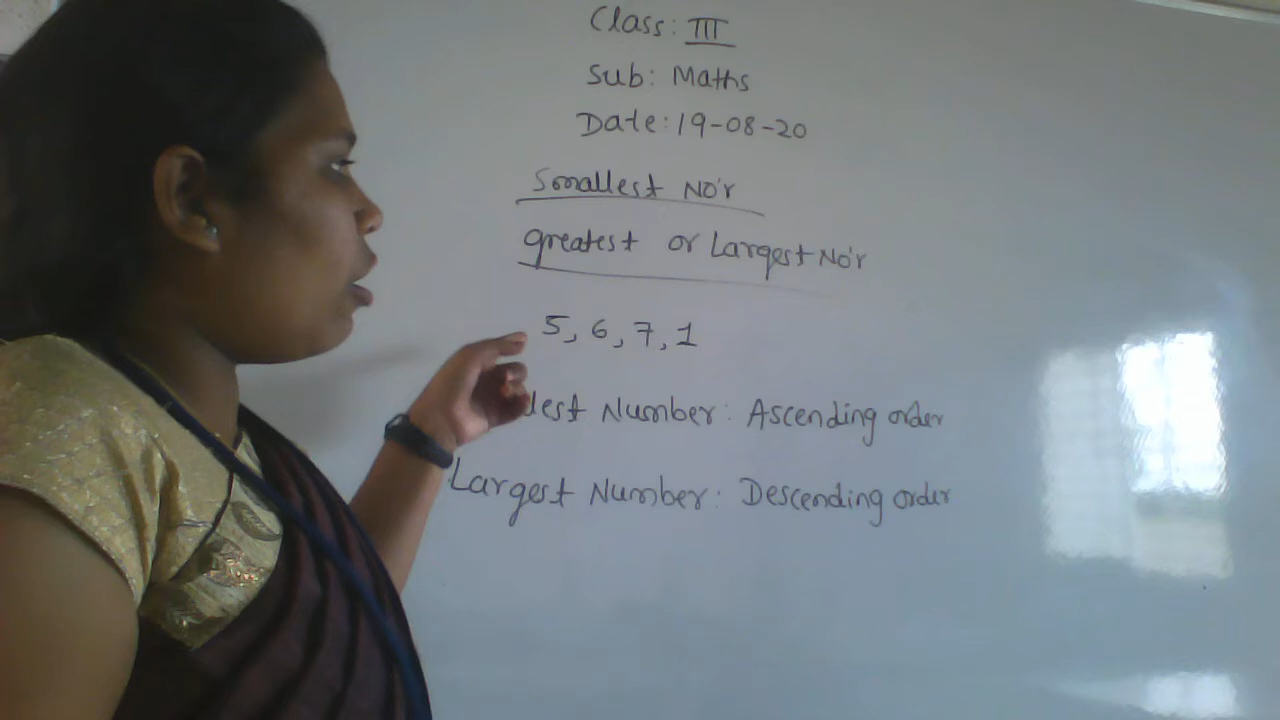 Class: III
Sub: Maths
Date: 19-08-20
Smallest No'r
greatest or Largest No'r
5, 6, 7, 1
Number: Ascending order
Largest Number: Descending order